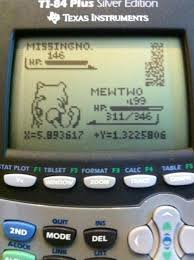 TI-84 Plus Silver Edition
TEXAS INSTRUMENTS
MISSINGNO.
146
HP:
MEWTWO
:499
HP:
311/346
X=5.893617 +Y=1.3225806
STAT PLOT F1 TBLSET F2 FORMAT F3 CALC F4 TABLE F5
Y= WINDOW ZOOM TRACE GRAPH
QUIT INS
2ND MODE DEL
A-LOCK LINK LIST